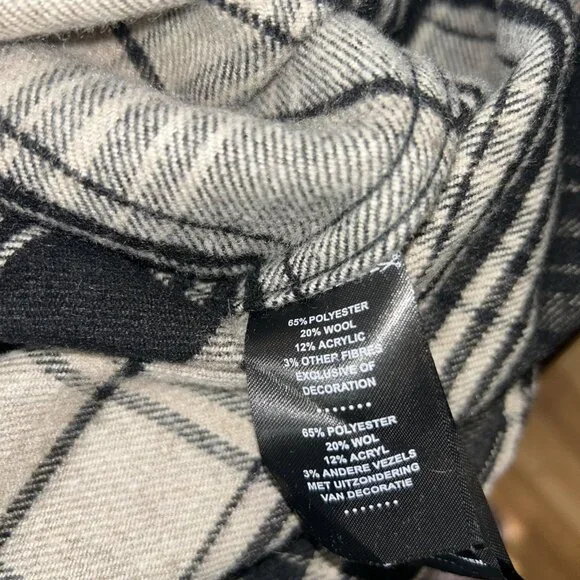 65% POLYESTER
20% WOOL
12% ACRYLIC
3% OTHER FIBRES
EXCLUSIVE OF
DECORATION
.......
65% POLYESTER
20% WOL
12% ACRYL
3% ANDERE VEZELS
MET UITZONDERING
VAN DECORATIE
.......